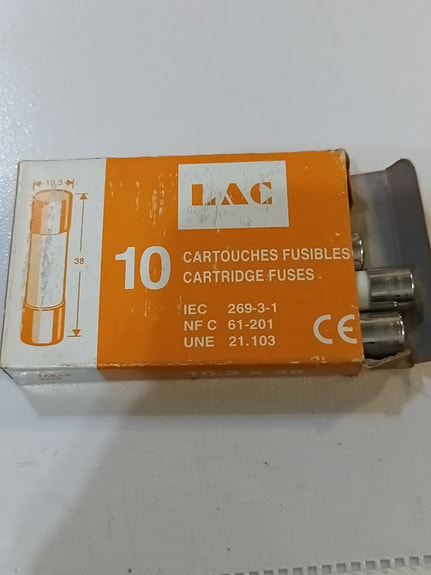 10.3
38
LAC
10
CARTOUCHES FUSIBLES
CARTRIDGE FUSES
IEC 269-3-1
NF C 61-201
UNE 21.103
CE
10.3 x 38